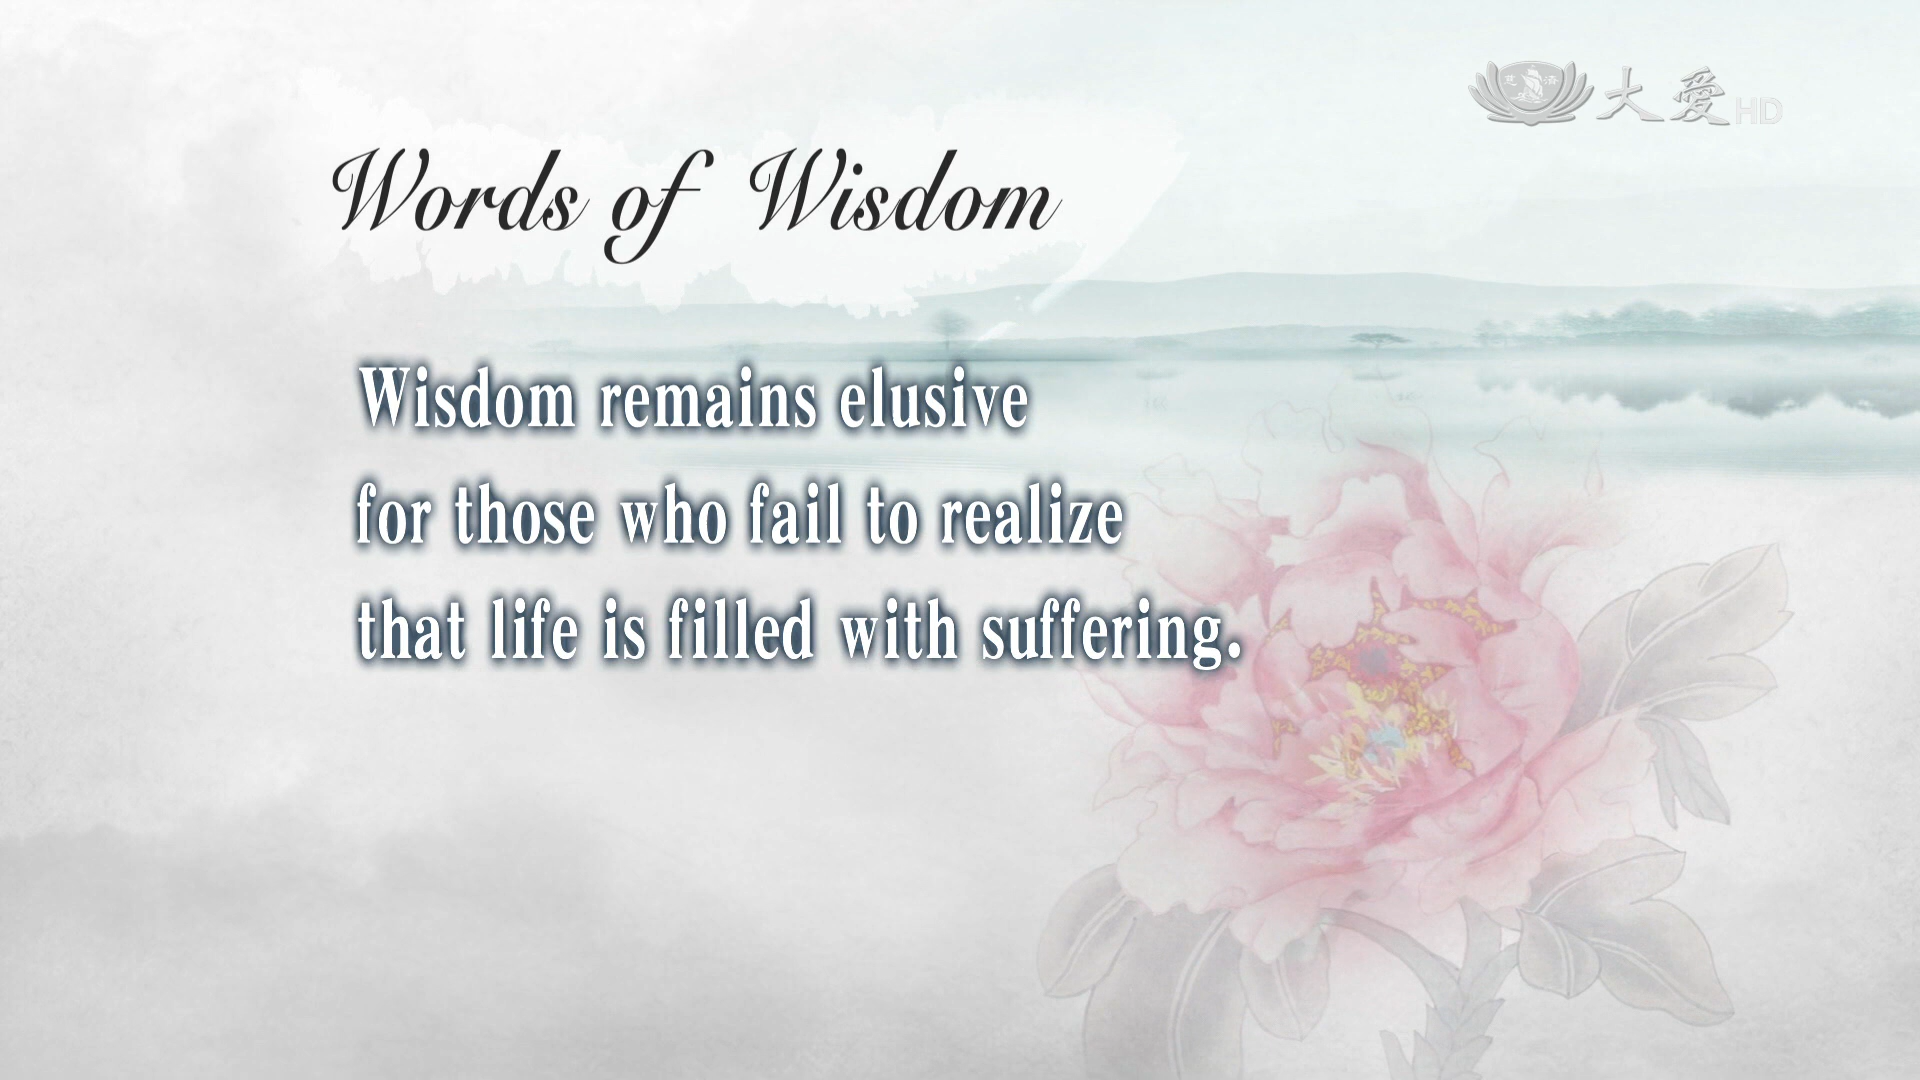 大愛HD
Words of Wisdom
Wisdom remains elusive
for those who fail to realize
that life is filled with suffering.